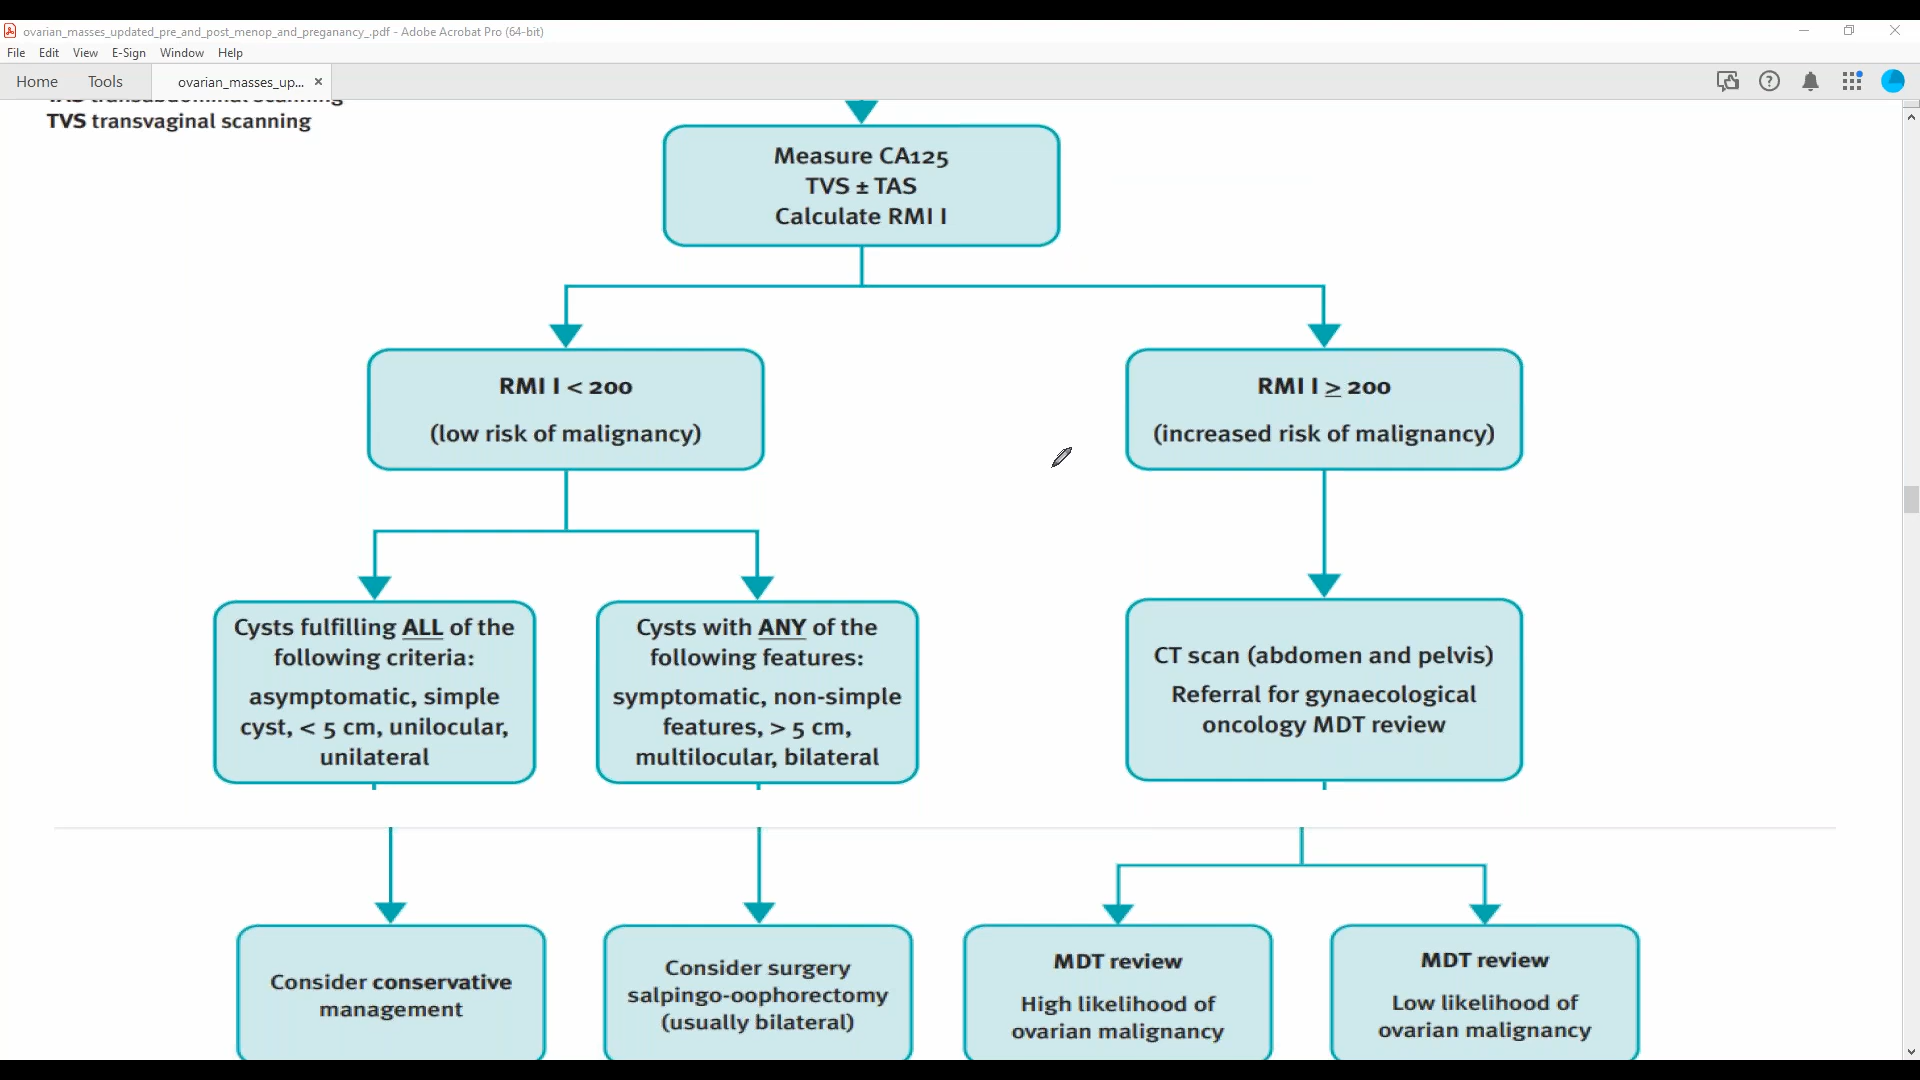 ovarian_masses_updated_pre_and_post_menop_and_preganancy_.pdf - Adobe Acrobat Pro (64-bit)
File Edit View E-Sign Window Help
Home Tools ovarian_masses_up... ×
TAS transabdominal scanning
TVS transvaginal scanning
Measure CA125
TVS ± TAS
Calculate RMI I
RMI I < 200
(low risk of malignancy)
RMI I ≥ 200
(increased risk of malignancy)
Cysts fulfilling ALL of the
following criteria:
asymptomatic, simple
cyst, < 5 cm, unilocular,
unilateral
Cysts with ANY of the
following features:
symptomatic, non-simple
features, > 5 cm,
multilocular, bilateral
CT scan (abdomen and pelvis)
Referral for gynaecological
oncology MDT review
Consider conservative
management
Consider surgery
salpingo-oophorectomy
(usually bilateral)
MDT review
High likelihood of
ovarian malignancy
MDT review
Low likelihood of
ovarian malignancy